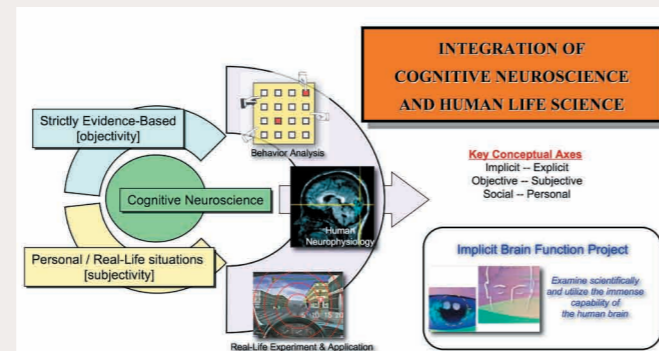 INTEGRATION OF
COGNITIVE NEUROSCIENCE
AND HUMAN LIFE SCIENCE
Strictly Evidence-Based
[objectivity]
Behavior Analysis
Key Conceptual Axes
Implicit -- Explicit
Objective -- Subjective
Social -- Personal
Cognitive Neuroscience
Human
Neurophysiology
Personal / Real-Life situations
[subjectivity]
Implicit Brain Function Project
Examine scientifically
and utilize the immense
capability of
the human brain
Real-Life Experiment & Application